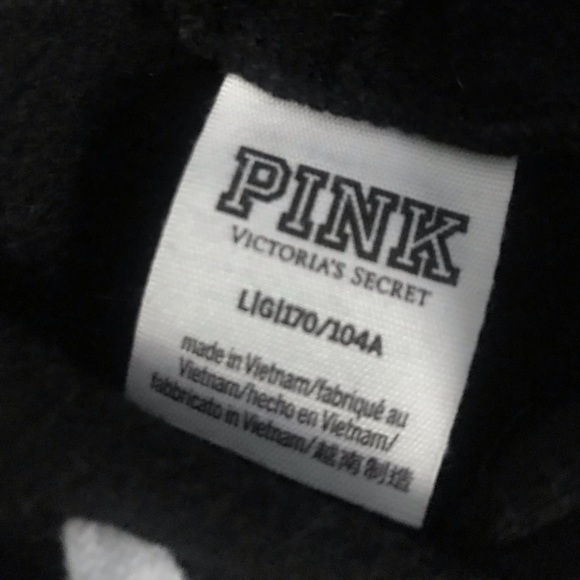 PINK
VICTORIA'S SECRET
L|G|170/104A
made in Vietnam/fabriqué au
Vietnam/hecho en Vietnam/
fabbricato in Vietnam/越南制造